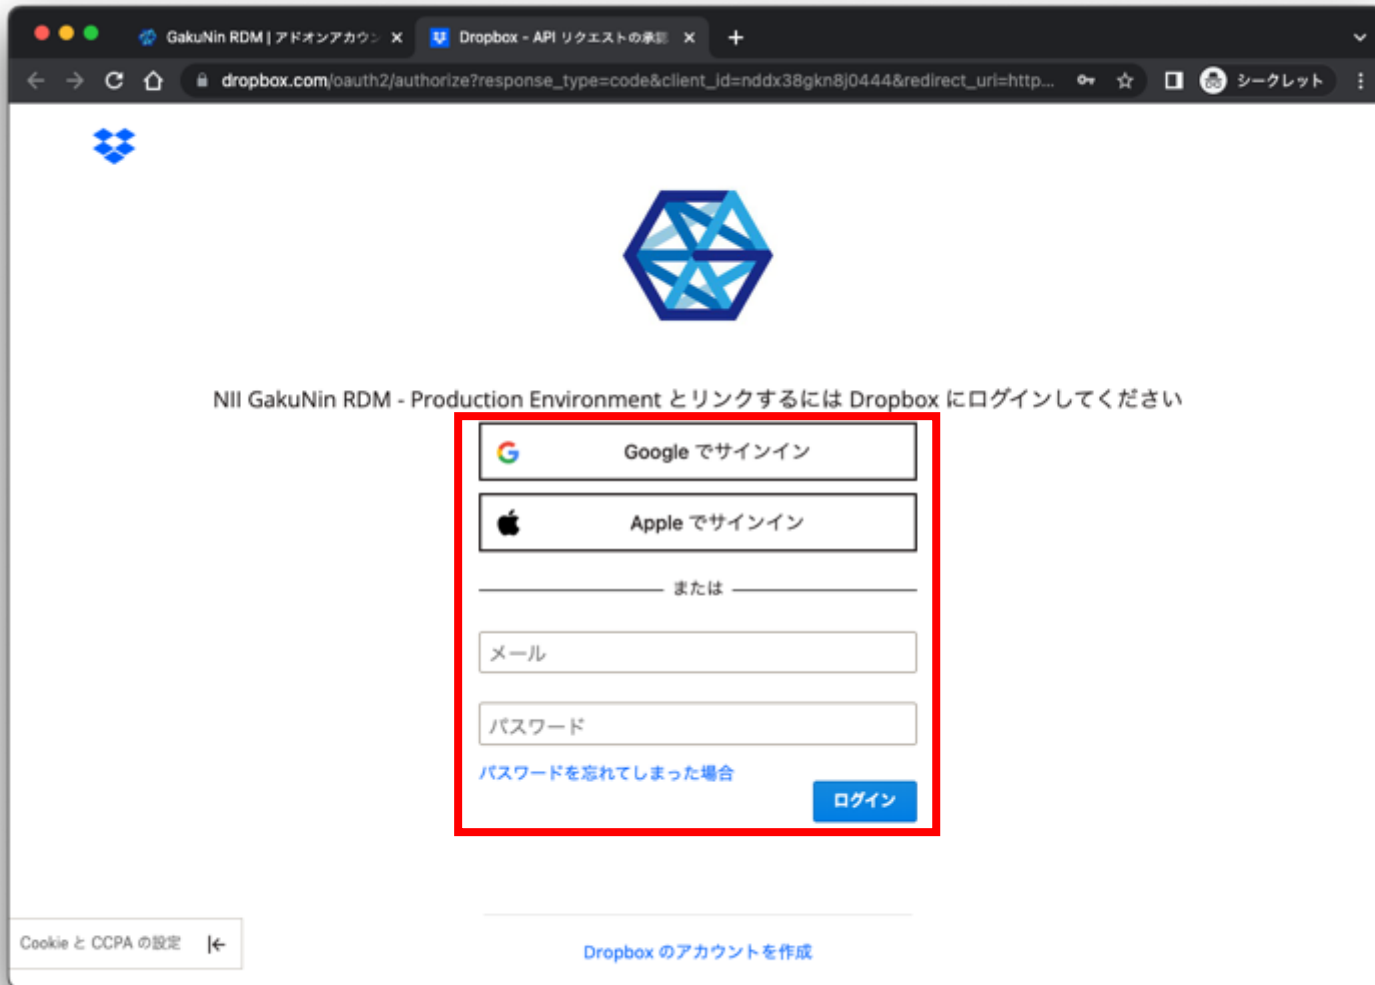 GakuNin RDM | アドオンアカウン
Dropbox - API リクエストの承認
dropbox.com/oauth2/authorize?response_type=code&client_id=nddx38gkn8j0444&redirect_uri=http...
シークレット
NII GakuNin RDM - Production Environment とリンクするには Dropbox にログインしてください
Google でサインイン
Apple でサインイン
または
メール
パスワード
パスワードを忘れてしまった場合
ログイン
Cookie と CCPA の設定
Dropbox のアカウントを作成